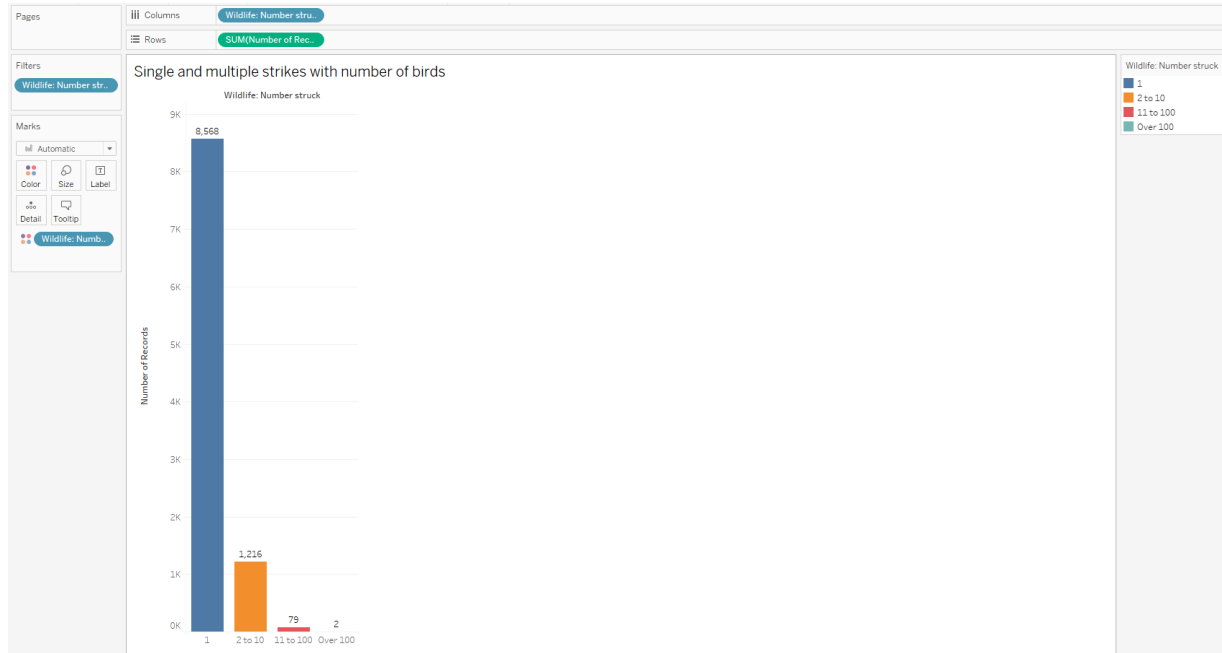 Pages
Columns
Wildlife: Number stru..
Rows
SUM(Number of Rec..
Filters
Wildlife: Number str..
Marks
Automatic
Color
Size
Label
Detail
Tooltip
Wildlife: Numb..
Single and multiple strikes with number of birds
Wildlife: Number struck
9K
8K
7K
6K
5K
4K
3K
2K
1K
0K
Number of Records
8,568
1,216
79
2
1
2 to 10
11 to 100
Over 100
Wildlife: Number struck
1
2 to 10
11 to 100
Over 100